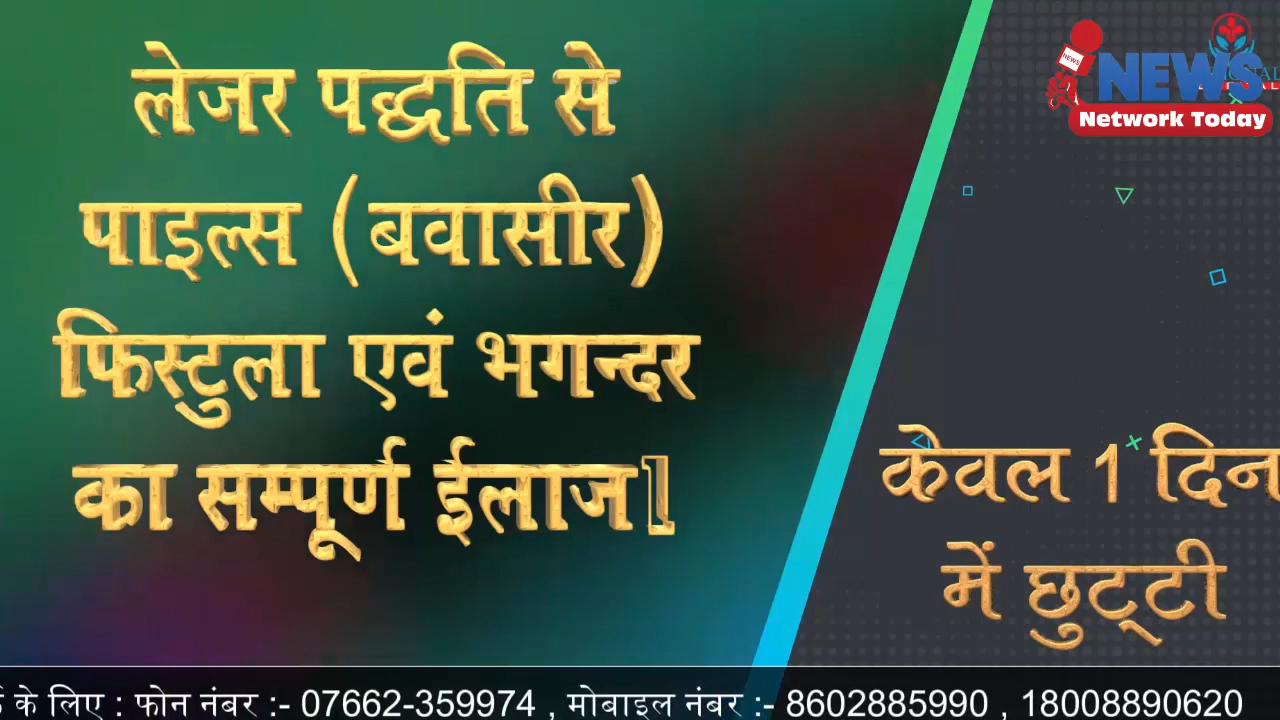 लेजर पद्धति से
पाइल्स (बवासीर)
फिस्टुला एवं भगन्दर
का सम्पूर्ण ईलाज
NEWS
NEWS
Network Today
केवल 1 दिन
में छुट्टी
के लिए : फोन नंबर :- 07662-359974 , मोबाइल नंबर :- 8602885990 , 18008890620